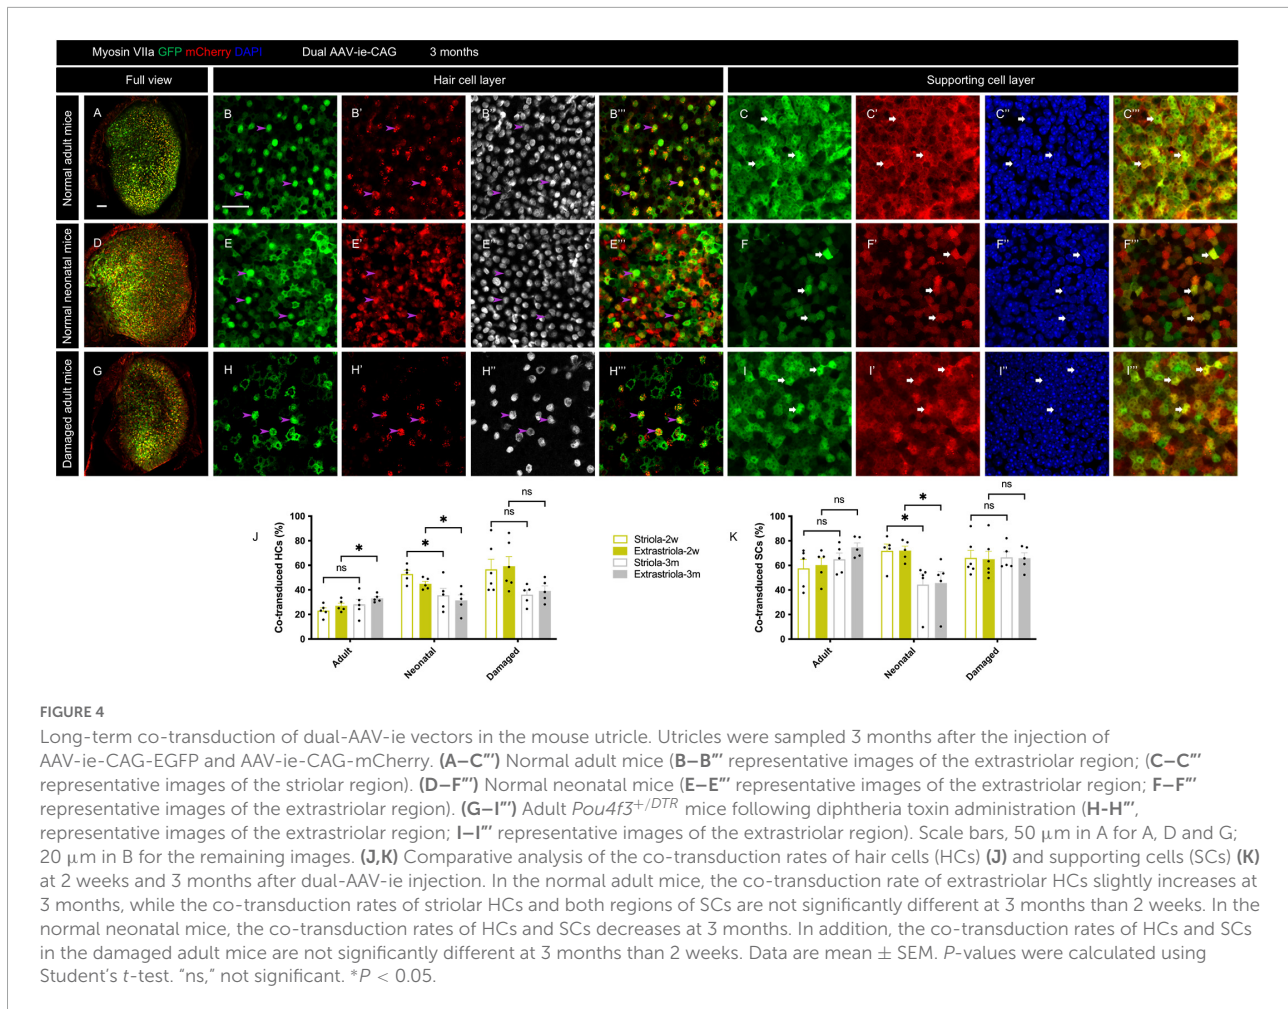 Myosin VIIa GFP mCherry DAPI Dual AAV-ie-CAG 3 months
Full view Hair cell layer Supporting cell layer
Normal adult mice
A B B' B'' B''' C C' C'' C'''
Normal neonatal mice
D E E' E'' E''' F F' F'' F'''
Damaged adult mice
G H H' H'' H''' I I' I'' I'''
J
Co-transduced HCs (%)
100
80
60
40
20
0
ns * * * ns ns
Adult Neonatal Damaged
Striola-2w
Extrastriola-2w
Striola-3m
Extrastriola-3m
K
Co-transduced SCs (%)
100
80
60
40
20
0
ns ns * * ns ns
Adult Neonatal Damaged
FIGURE 4
Long-term co-transduction of dual-AAV-ie vectors in the mouse utricle. Utricles were sampled 3 months after the injection of
AAV-ie-CAG-EGFP and AAV-ie-CAG-mCherry. (A–C‴) Normal adult mice (B–B‴ representative images of the extrastriolar region; (C–C‴
representative images of the striolar region). (D–F‴) Normal neonatal mice (E–E‴ representative images of the extrastriolar region; F–F‴
representative images of the extrastriolar region). (G–I‴) Adult Pou4f3+/DTR mice following diphtheria toxin administration (H-H‴,
representative images of the extrastriolar region; I–I‴ representative images of the extrastriolar region). Scale bars, 50 μm in A for A, D and G;
20 μm in B for the remaining images. (J,K) Comparative analysis of the co-transduction rates of hair cells (HCs) (J) and supporting cells (SCs) (K)
at 2 weeks and 3 months after dual-AAV-ie injection. In the normal adult mice, the co-transduction rate of extrastriolar HCs slightly increases at
3 months, while the co-transduction rates of striolar HCs and both regions of SCs are not significantly different at 3 months than 2 weeks. In the
normal neonatal mice, the co-transduction rates of HCs and SCs decreases at 3 months. In addition, the co-transduction rates of HCs and SCs
in the damaged adult mice are not significantly different at 3 months than 2 weeks. Data are mean ± SEM. P-values were calculated using
Student's t-test. "ns," not significant. *P < 0.05.